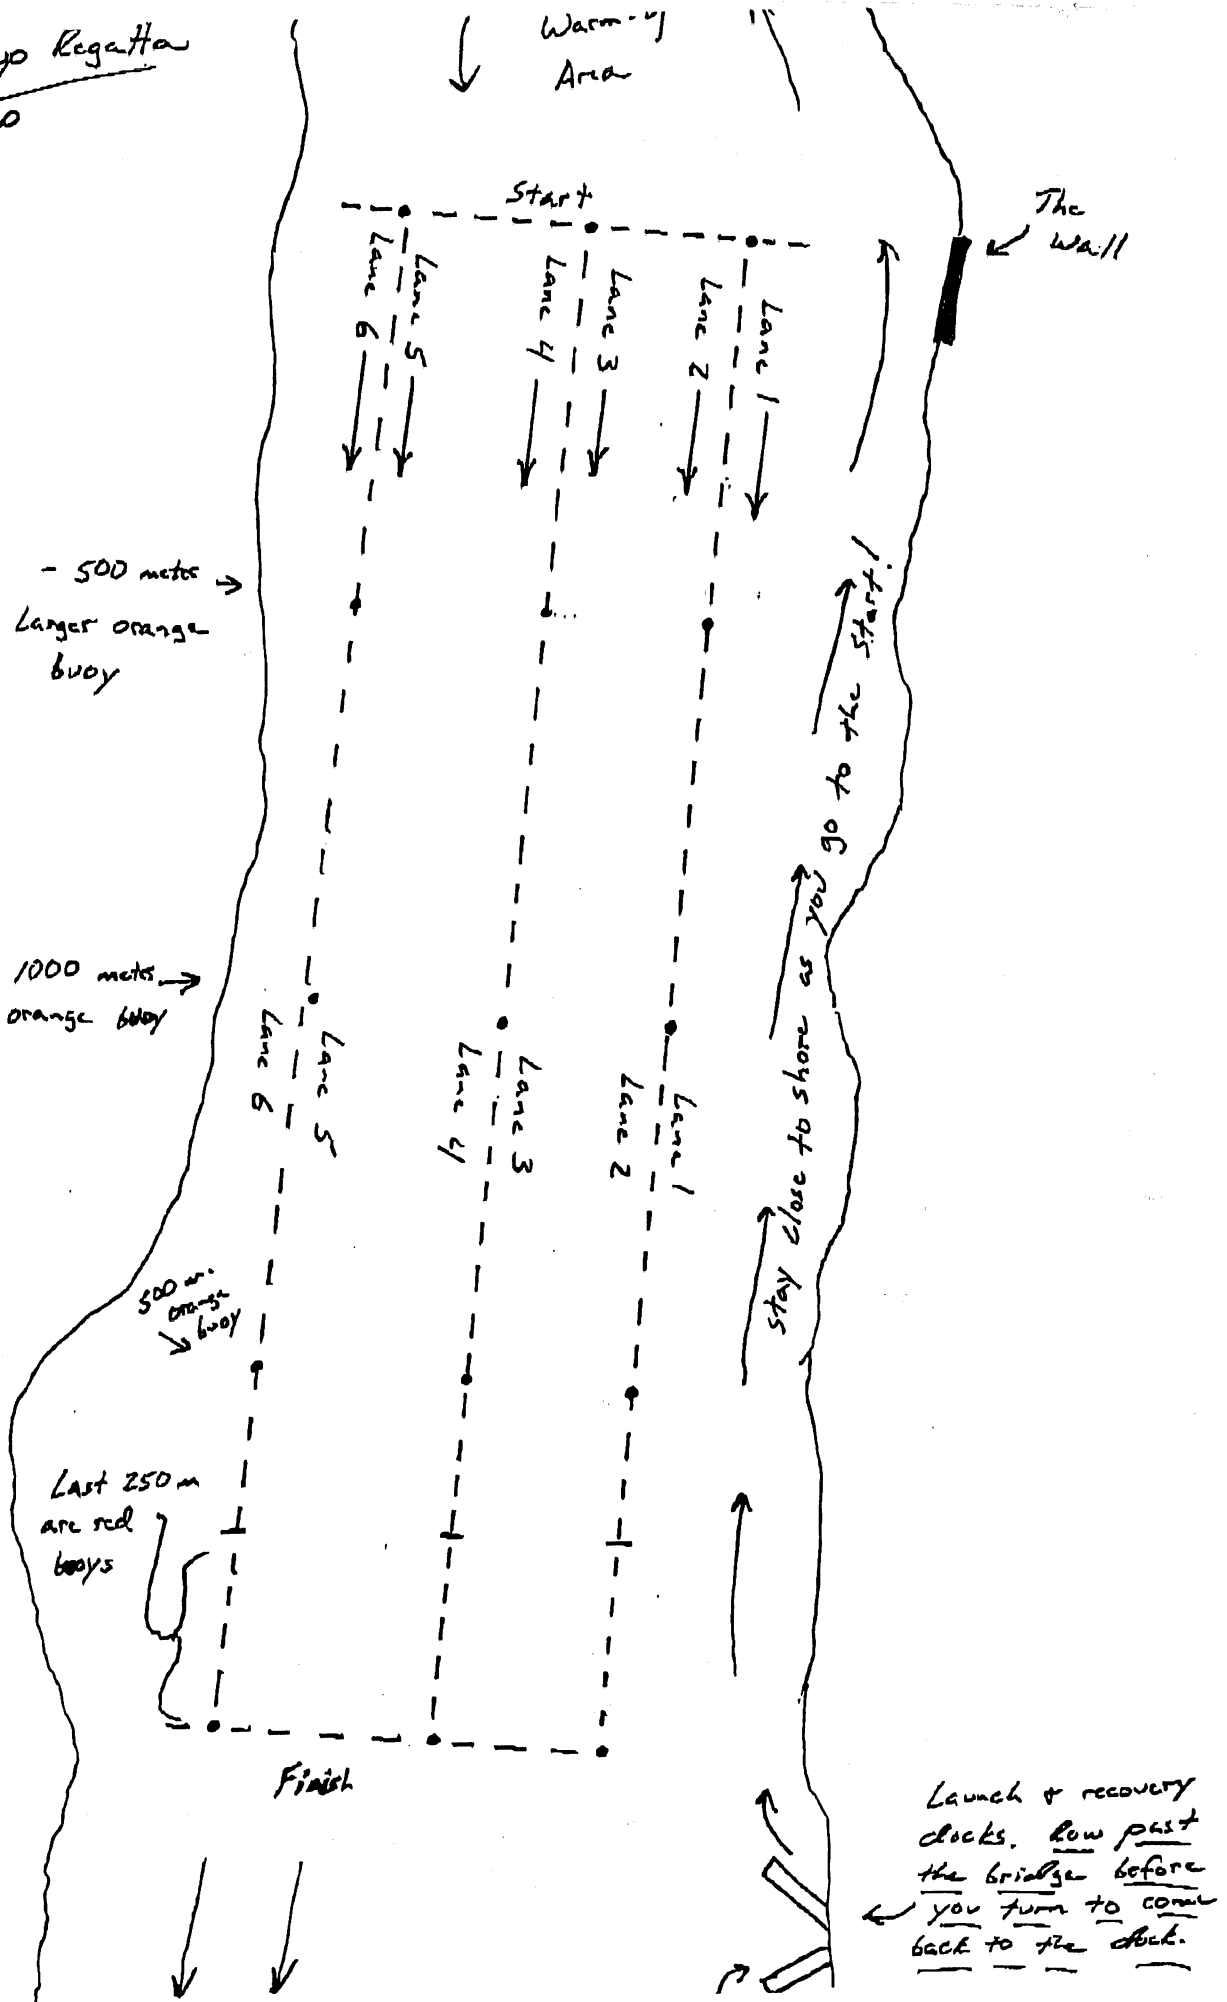 Regatta
Warm-up
Area
Start
The
Wall
Lane 6
Lane 5
Lane 4
Lane 3
Lane 2
Lane 1
- 500 meters
Larger orange
buoy
stay close to shore as you go to the start!
1000 meters
orange buoy
Lane 6
Lane 5
Lane 4
Lane 3
Lane 2
Lane 1
500 m.
orange
buoy
Last 250 m
are red
buoys
Finish
Launch + recovery
docks. Row past
the bridge before
you turn to come
back to the dock.